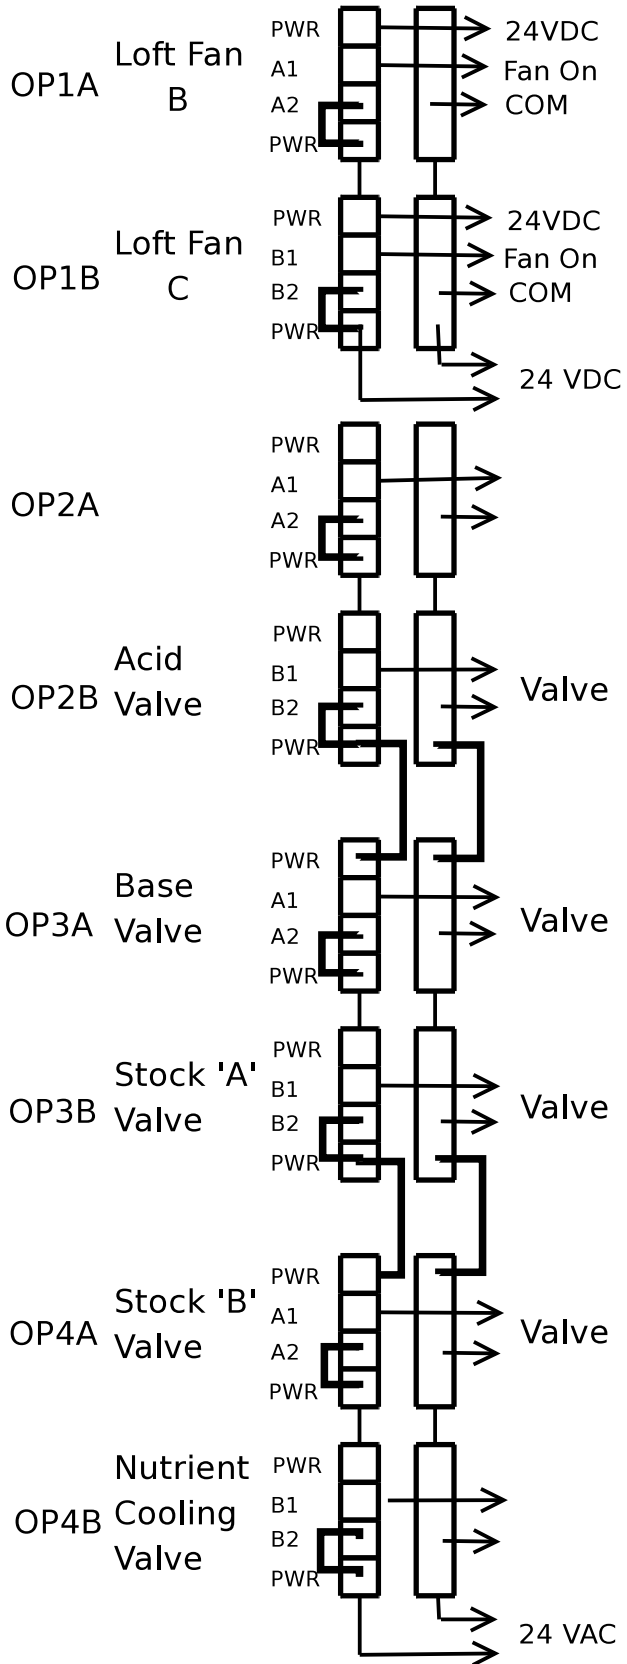 PWR 24VDC
OP1A Loft Fan A1 Fan On
B A2 COM
PWR
PWR 24VDC
OP1B Loft Fan B1 Fan On
C B2 COM
PWR
24 VDC
PWR
OP2A A1
A2
PWR
Acid PWR
OP2B Valve B1 Valve
B2
PWR
Base PWR
OP3A Valve A1 Valve
A2
PWR
Stock 'A' PWR
OP3B Valve B1 Valve
B2
PWR
Stock 'B' PWR
OP4A Valve A1 Valve
A2
PWR
Nutrient PWR
OP4B Cooling B1
Valve B2
PWR
24 VAC